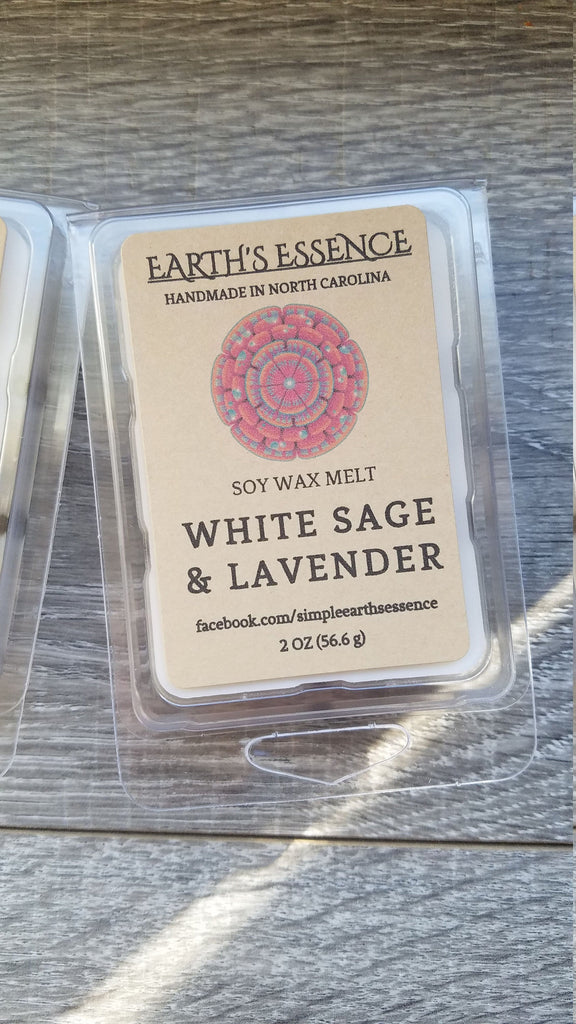 EARTH'S ESSENCE
HANDMADE IN NORTH CAROLINA
SOY WAX MELT
WHITE SAGE
& LAVENDER
facebook.com/simpleearthsessence
2 OZ (56.6 g)